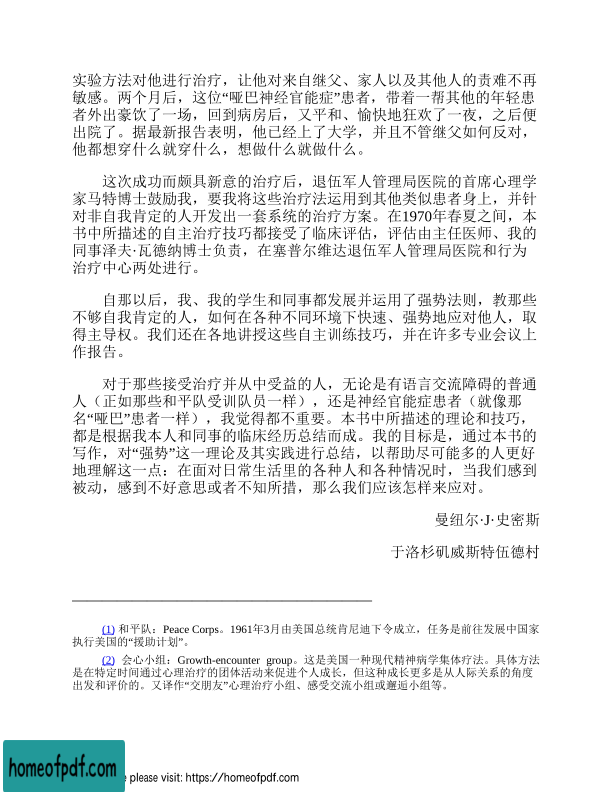 实验方法对他进行治疗，让他对来自继父、家人以及其他人的责难不再
敏感。两个月后，这位“哑巴神经官能症”患者，带着一帮其他的年轻患
者外出豪饮了一场，回到病房后，又平和、愉快地狂欢了一夜，之后便
出院了。据最新报告表明，他已经上了大学，并且不管继父如何反对，
他都想穿什么就穿什么，想做什么就做什么。
这次成功而颇具新意的治疗后，退伍军人管理局医院的首席心理学
家马特博士鼓励我，要我将这些治疗法运用到其他类似患者身上，并针
对非自我肯定的人开发出一套系统的治疗方案。在1970年春夏之间，本
书中所描述的自主治疗技巧都接受了临床评估，评估由主任医师、我的
同事泽夫·瓦德纳博士负责，在塞普尔维达退伍军人管理局医院和行为
治疗中心两处进行。
自那以后，我、我的学生和同事都发展并运用了强势法则，教那些
不够自我肯定的人，如何在各种不同环境下快速、强势地应对他人，取
得主导权。我们还在各地讲授这些自主训练技巧，并在许多专业会议上
作报告。
对于那些接受治疗并从中受益的人，无论是有语言交流障碍的普通
人（正如那些和平队受训队员一样），还是神经官能症患者（就像那
名“哑巴”患者一样），我觉得都不重要。本书中所描述的理论和技巧，
都是根据我本人和同事的临床经历总结而成。我的目标是，通过本书的
写作，对“强势”这一理论及其实践进行总结，以帮助尽可能多的人更好
地理解这一点：在面对日常生活里的各种人和各种情况时，当我们感到
被动，感到不好意思或者不知所措，那么我们应该怎样来应对。
曼纽尔·J·史密斯
于洛杉矶威斯特伍德村
(1) 和平队：Peace Corps。1961年3月由美国总统肯尼迪下令成立，任务是前往发展中国家
执行美国的“援助计划”。
(2) 会心小组：Growth-encounter group。这是美国一种现代精神病学集体疗法。具体方法
是在特定时间通过心理治疗的团体活动来促进个人成长，但这种成长更多是从人际关系的角度
出发和评价的。又译作“交朋友”心理治疗小组、感受交流小组或邂逅小组等。
homeofpdf.com
please visit: https://homeofpdf.com